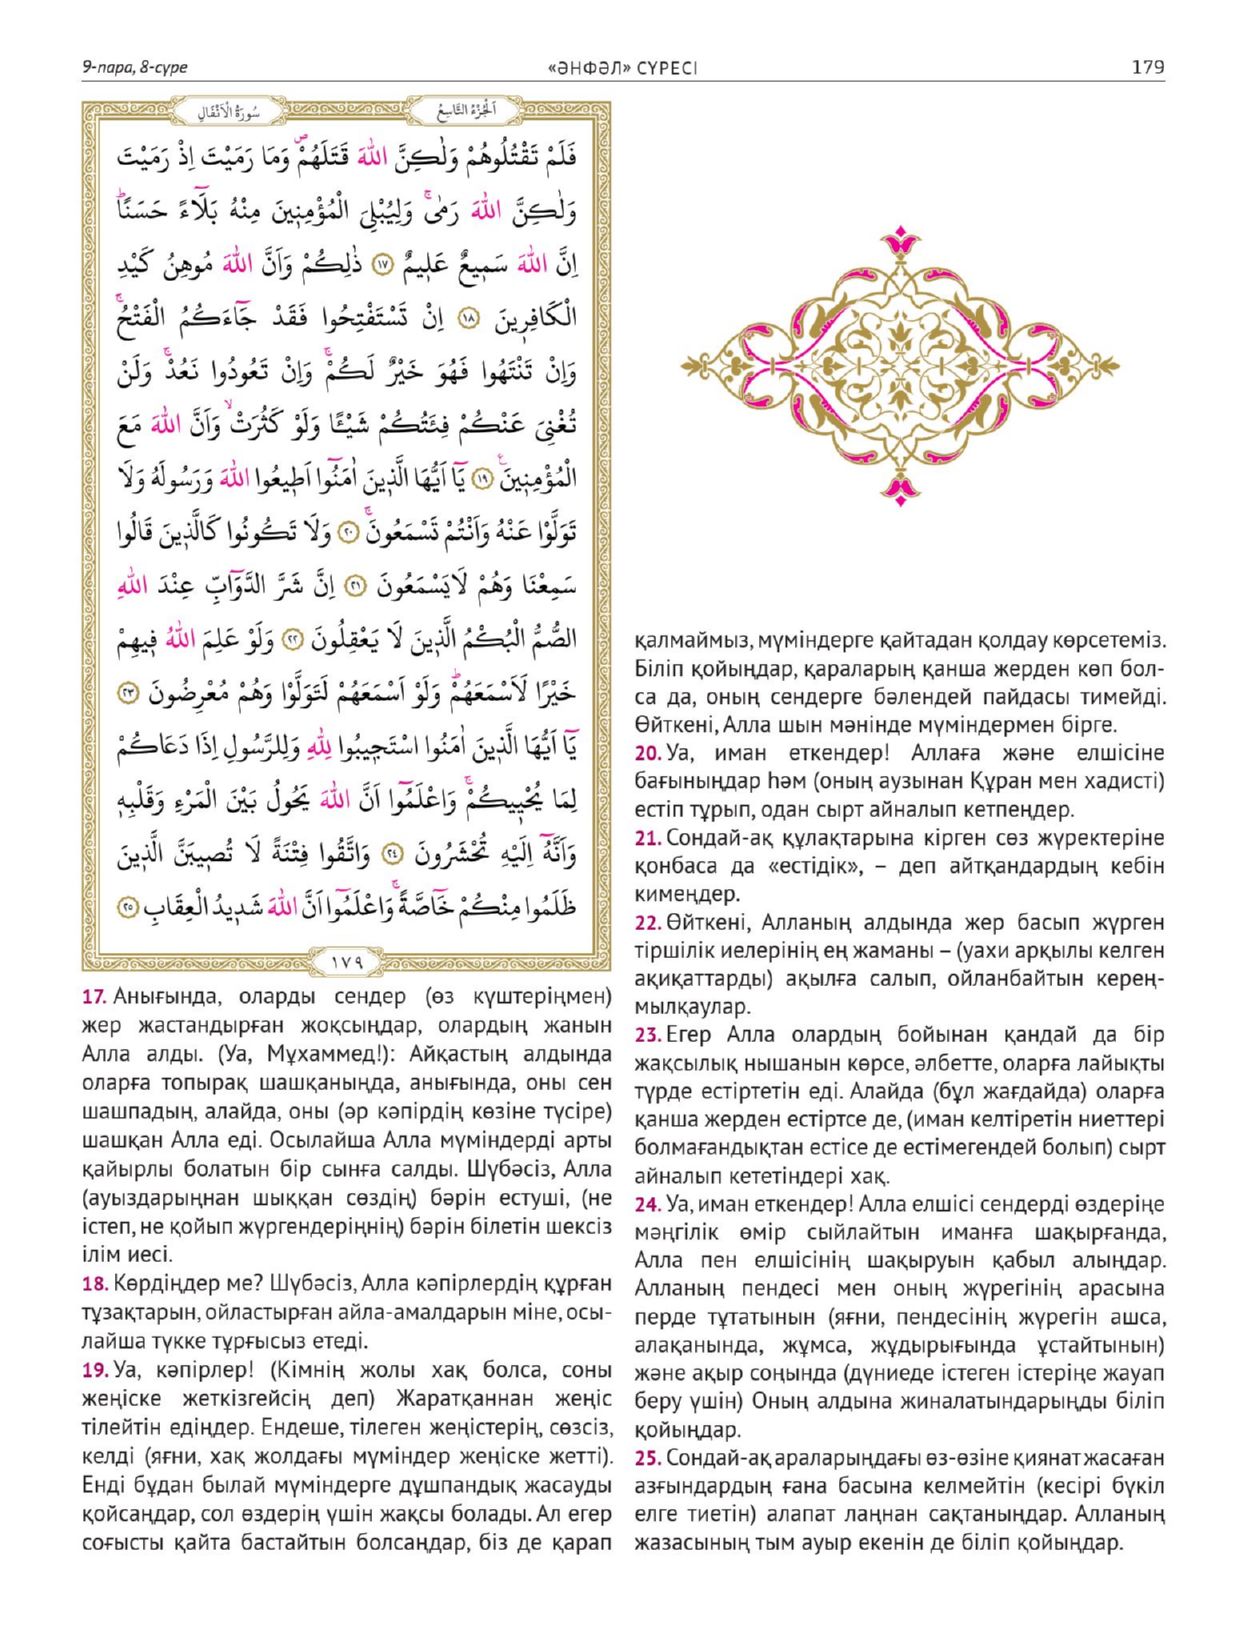 9-пара, 8-сүре
«ӘНФӘЛ» СҮРЕСІ
179
اَلْجُزْءُ التَّاسِعُ
سُورَةُ الْاَنْفَالِ
فَلَمْ تَقْتُلُوهُمْ وَلٰكِنَّ اللّٰهَ قَتَلَهُمْۖ وَمَا رَمَيْتَ اِذْ رَمَيْتَ
وَلٰكِنَّ اللّٰهَ رَمٰىۚ وَلِيُبْلِيَ الْمُؤْمِنٖينَ مِنْهُ بَلَٓاءً حَسَنًاؕ
اِنَّ اللّٰهَ سَمٖيعٌ عَلٖيمٌ ﴿١٧﴾ ذٰلِكُمْ وَاَنَّ اللّٰهَ مُوهِنُ كَيْدِ
الْكَافِرٖينَ ﴿١٨﴾ اِنْ تَسْتَفْتِحُوا فَقَدْ جَٓاءَكُمُ الْفَتْحُۚ
وَاِنْ تَنْتَهُوا فَهُوَ خَيْرٌ لَكُمْۚ وَاِنْ تَعُودُوا نَعُدْۚ وَلَنْ
تُغْنِيَ عَنْكُمْ فِئَتُكُمْ شَيْـًٔا وَلَوْ كَثُرَتْۙ وَاَنَّ اللّٰهَ مَعَ
الْمُؤْمِنٖينَࣖ ﴿١٩﴾ يَٓا اَيُّهَا الَّذٖينَ اٰمَنُٓوا اَطٖيعُوا اللّٰهَ وَرَسُولَهُ وَلَا
تَوَلَّوْا عَنْهُ وَاَنْتُمْ تَسْمَعُونَۚ ﴿٢٠﴾ وَلَا تَكُونُوا كَالَّذٖينَ قَالُوا
سَمِعْنَا وَهُمْ لَا يَسْمَعُونَ ﴿٢١﴾ اِنَّ شَرَّ الدَّوَٓابِّ عِنْدَ اللّٰهِ
الصُّمُّ الْبُكْمُ الَّذٖينَ لَا يَعْقِلُونَ ﴿٢٢﴾ وَلَوْ عَلِمَ اللّٰهُ فٖيهِمْ
خَيْرًا لَاَسْمَعَهُمْؕ وَلَوْ اَسْمَعَهُمْ لَتَوَلَّوْا وَهُمْ مُعْرِضُونَ ﴿٢٣﴾
يَٓا اَيُّهَا الَّذٖينَ اٰمَنُوا اسْتَجٖيبُوا لِلّٰهِ وَلِلرَّسُولِ اِذَا دَعَاكُمْ
لِمَا يُحْيٖيكُمْۚ وَاعْلَمُٓوا اَنَّ اللّٰهَ يَحُولُ بَيْنَ الْمَرْءِ وَقَلْبِهٖ
وَاَنَّهُٓ اِلَيْهِ تُحْشَرُونَ ﴿٢٤﴾ وَاتَّقُوا فِتْنَةً لَا تُصٖيبَنَّ الَّذٖينَ
ظَلَمُوا مِنْكُمْ خَٓاصَّةًۚ وَاعْلَمُٓوا اَنَّ اللّٰهَ شَدٖيدُ الْعِقَابِ ﴿٢٥﴾
١٧٩
17. Анығында, оларды сендер (өз күштеріңмен)
жер жастандырған жоқсыңдар, олардың жанын
Алла алды. (Уа, Мұхаммед!): Айқастың алдында
оларға топырақ шашқаныңда, анығында, оны сен
шашпадың, алайда, оны (әр кәпірдің көзіне түсіре)
шашқан Алла еді. Осылайша Алла мүміндерді арты
қайырлы болатын бір сынға салды. Шүбәсіз, Алла
(ауыздарыңнан шыққан сөздің) бәрін естуші, (не
істеп, не қойып жүргендеріңнің) бәрін білетін шексіз
ілім иесі.
18. Көрдіңдер ме? Шүбәсіз, Алла кәпірлердің құрған
тұзақтарын, ойластырған айла-амалдарын міне, осы-
лайша түкке тұрғысыз етеді.
19. Уа, кәпірлер! (Кімнің жолы хақ болса, соны
жеңіске жеткізгейсің деп) Жаратқаннан жеңіс
тілейтін едіңдер. Ендеше, тілеген жеңістерің, сөзсіз,
келді (яғни, хақ жолдағы мүміндер жеңіске жетті).
Енді бұдан былай мүміндерге дұшпандық жасауды
қойсаңдар, сол өздерің үшін жақсы болады. Ал егер
соғысты қайта бастайтын болсаңдар, біз де қарап
қалмаймыз, мүміндерге қайтадан қолдау көрсетеміз.
Біліп қойыңдар, қараларың қанша жерден көп бол-
са да, оның сендерге бәлендей пайдасы тимейді.
Өйткені, Алла шын мәнінде мүміндермен бірге.
20. Уа, иман еткендер! Аллаға және елшісіне
бағыныңдар һәм (оның аузынан Құран мен хадисті)
естіп тұрып, одан сырт айналып кетпеңдер.
21. Сондай-ақ құлақтарына кірген сөз жүректеріне
қонбаса да «естідік», – деп айтқандардың кебін
кимеңдер.
22. Өйткені, Алланың алдында жер басып жүрген
тіршілік иелерінің ең жаманы – (уахи арқылы келген
ақиқаттарды) ақылға салып, ойланбайтын керең-
мылқаулар.
23. Егер Алла олардың бойынан қандай да бір
жақсылық нышанын көрсе, әлбетте, оларға лайықты
түрде естіртетін еді. Алайда (бұл жағдайда) оларға
қанша жерден естіртсе де, (иман келтіретін ниеттері
болмағандықтан естісе де естімегендей болып) сырт
айналып кететіндері хақ.
24. Уа, иман еткендер! Алла елшісі сендерді өздеріңе
мәңгілік өмір сыйлайтын иманға шақырғанда,
Алла пен елшісінің шақыруын қабыл алыңдар.
Алланың пендесі мен оның жүрегінің арасына
перде тұтатынын (яғни, пендесінің жүрегін ашса,
алақанында, жұмса, жұдырығында ұстайтынын)
және ақыр соңында (дүниеде істеген істеріңе жауап
беру үшін) Оның алдына жиналатындарыңды біліп
қойыңдар.
25. Сондай-ақ араларыңдағы өз-өзіне қиянат жасаған
азғындардың ғана басына келмейтін (кесірі бүкіл
елге тиетін) алапат лаңнан сақтаныңдар. Алланың
жазасының тым ауыр екенін де біліп қойыңдар.